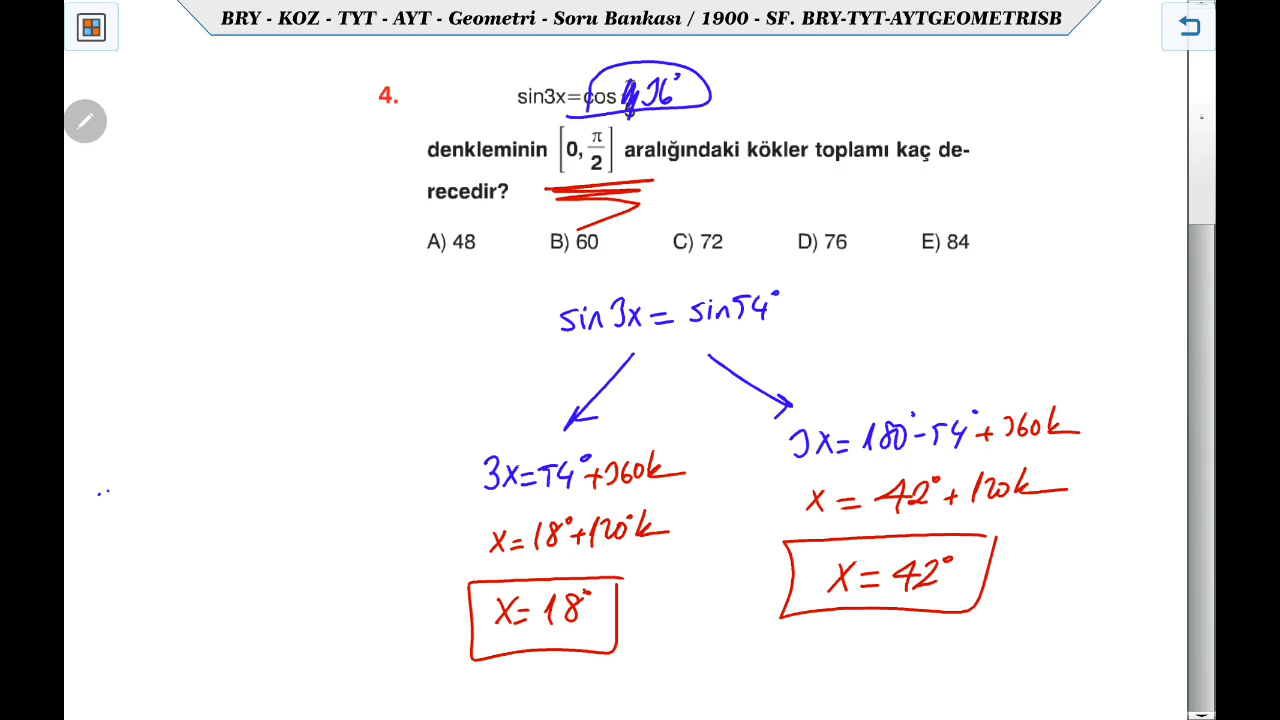 BRY - KOZ - TYT - AYT - Geometri - Soru Bankası / 1900 - SF. BRY-TYT-AYTGEOMETRISB
4. sin3x=cos 36°
denkleminin [0, π/2] aralığındaki kökler toplamı kaç de-
recedir?
A) 48 B) 60 C) 72 D) 76 E) 84
sin3x = sin54°
3x=54°+360k
x=18°+120°k
x=18°
3x=180°-54°+360k
x=42°+120k
x=42°